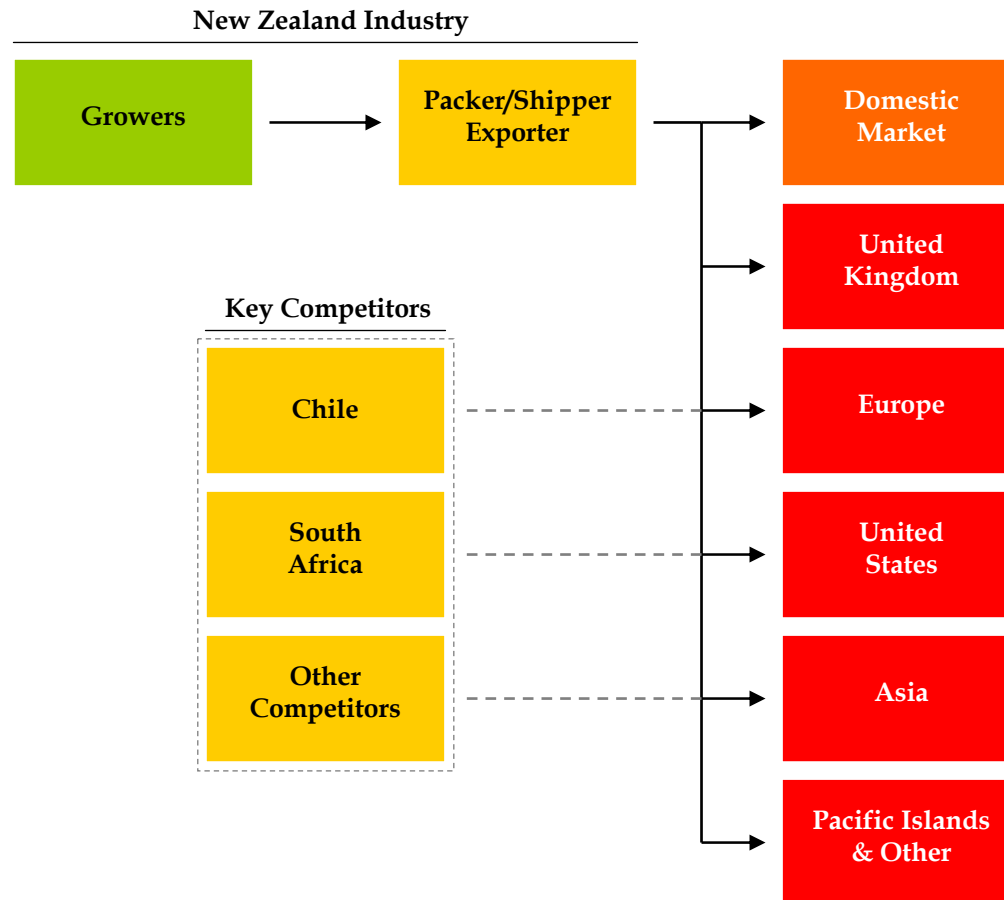 New Zealand Industry
Growers
Packer/Shipper
Exporter
Domestic
Market
United
Kingdom
Key Competitors
Chile
Europe
South
Africa
United
States
Other
Competitors
Asia
Pacific Islands
& Other